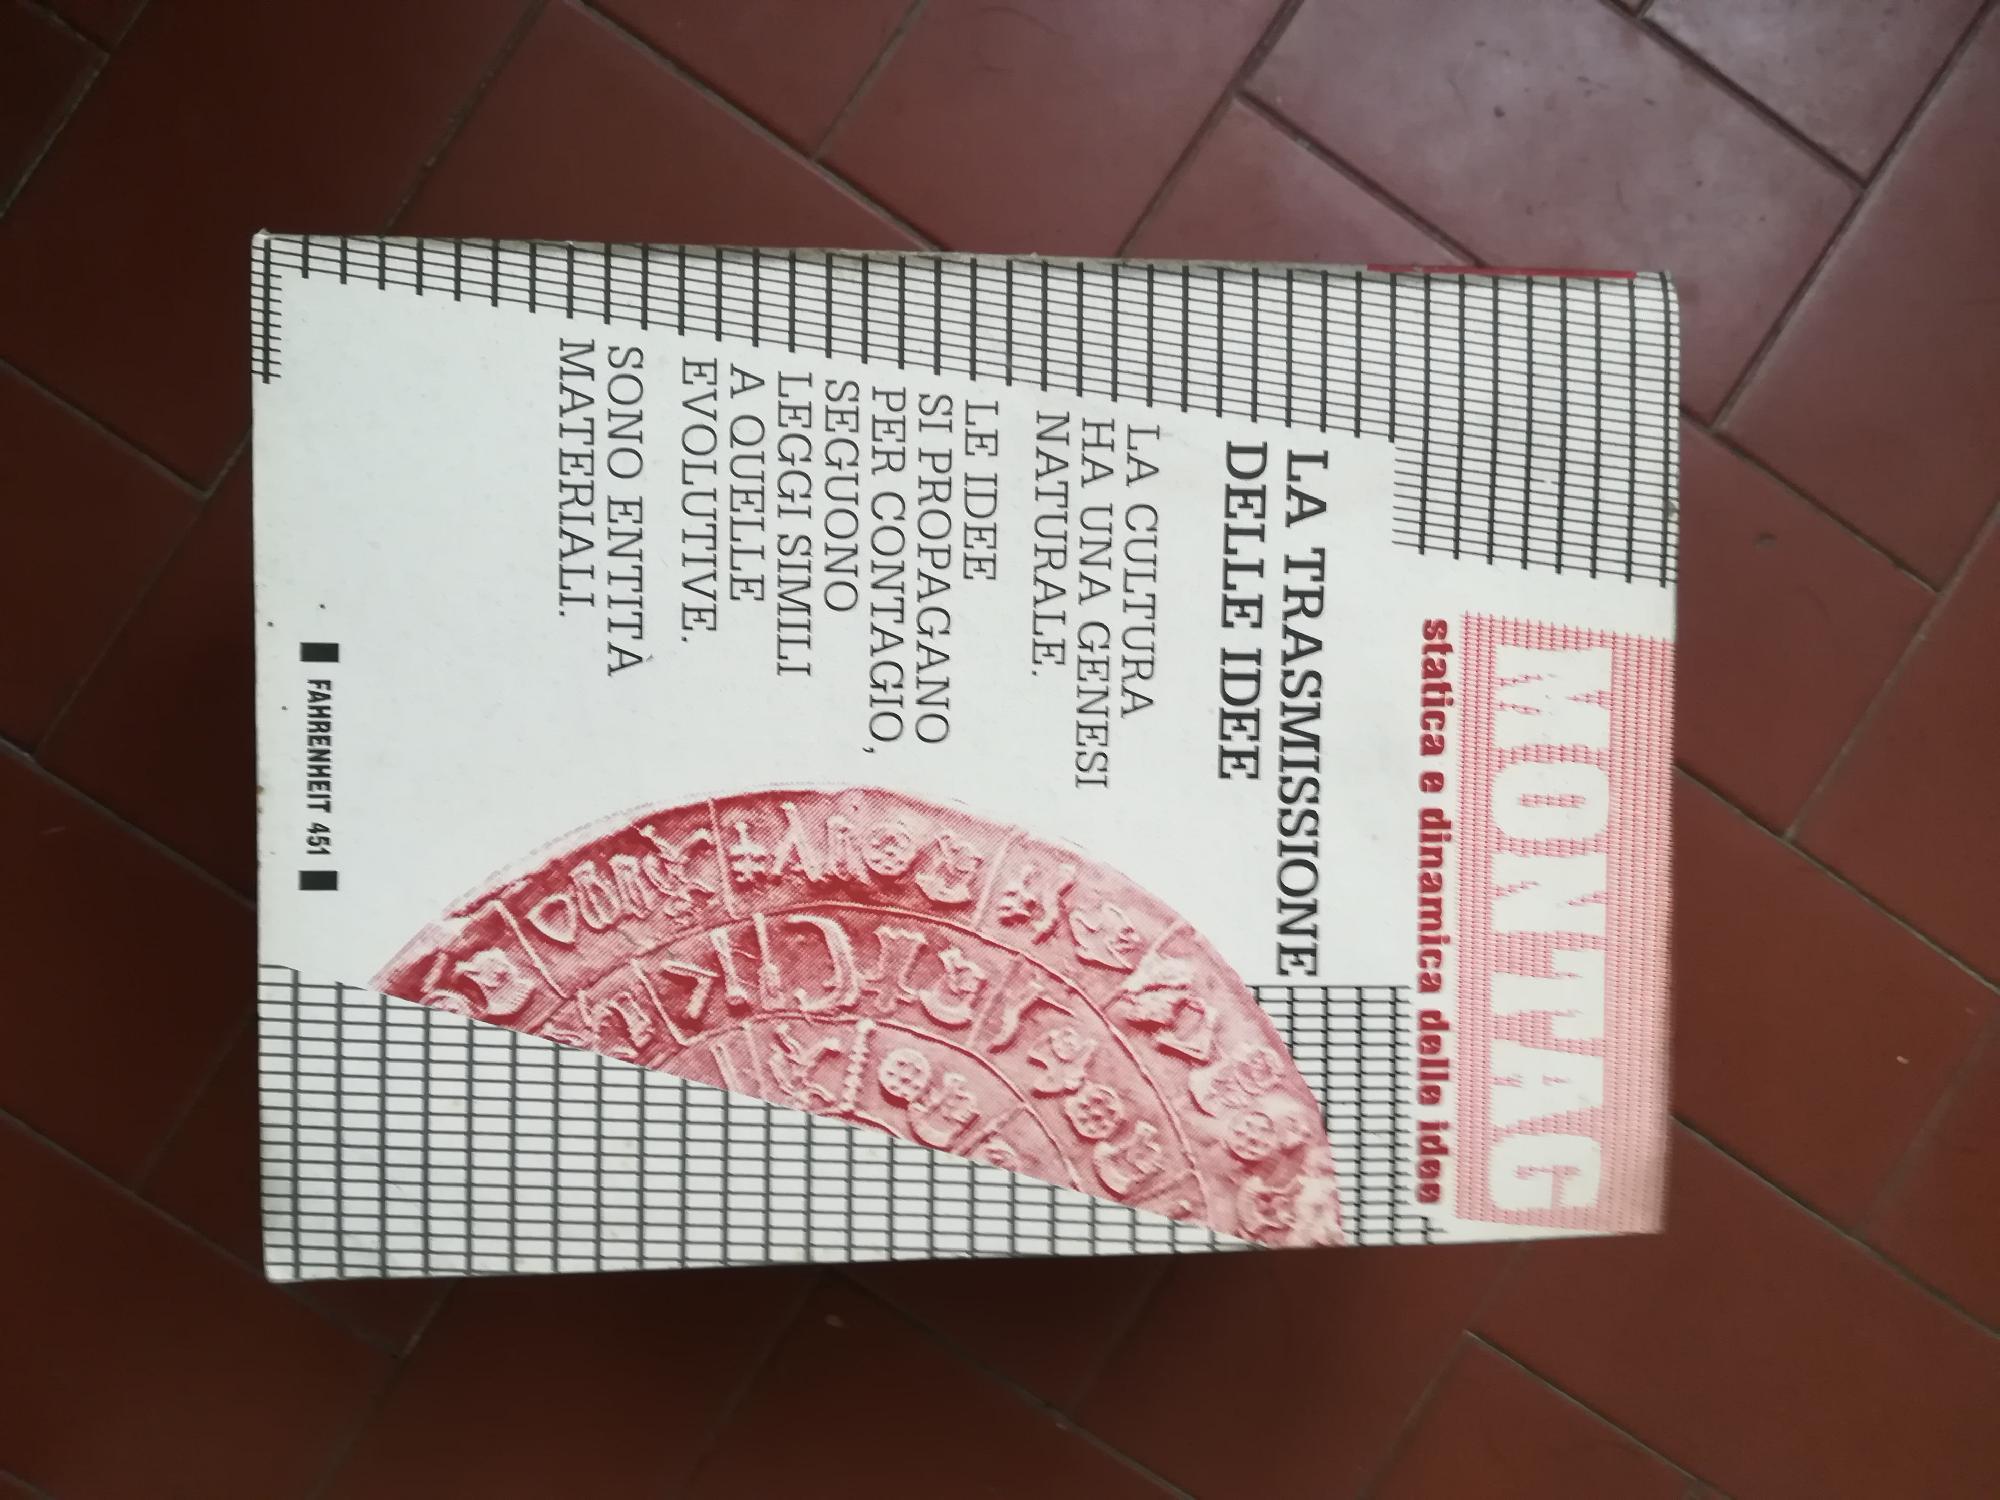 MONTAG
statica e dinamica delle idee
LA TRASMISSIONE
DELLE IDEE
LA CULTURA
HA UNA GENESI
NATURALE.
LE IDEE
SI PROPAGANO
PER CONTAGIO,
SEGUONO
LEGGI SIMILI
A QUELLE
EVOLUTIVE.
SONO ENTITÀ
MATERIALI.
FAHRENHEIT 451